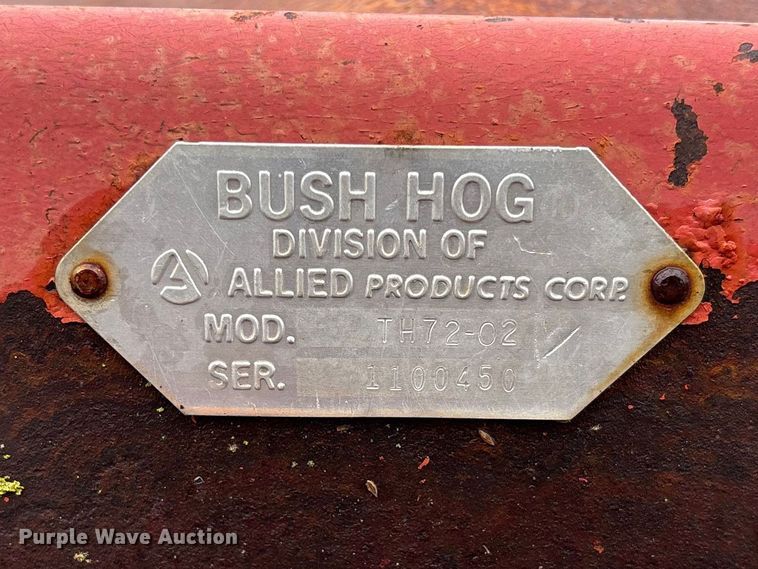 BUSH HOG®
DIVISION OF
ALLIED PRODUCTS CORP.
MOD. TH72-02 /
SER. 1100450
Purple Wave Auction